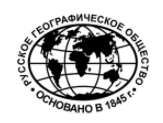 РУССКОЕ ГЕОГРАФИЧЕСКОЕ ОБЩЕСТВО
• ОСНОВАНО В 1845 г. •